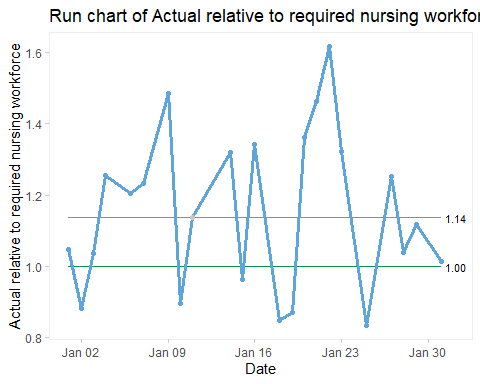 Run chart of Actual relative to required nursing workfor
Actual relative to required nursing workforce
1.6
1.4
1.2
1.0
0.8
1.14
1.00
Jan 02
Jan 09
Jan 16
Jan 23
Jan 30
Date